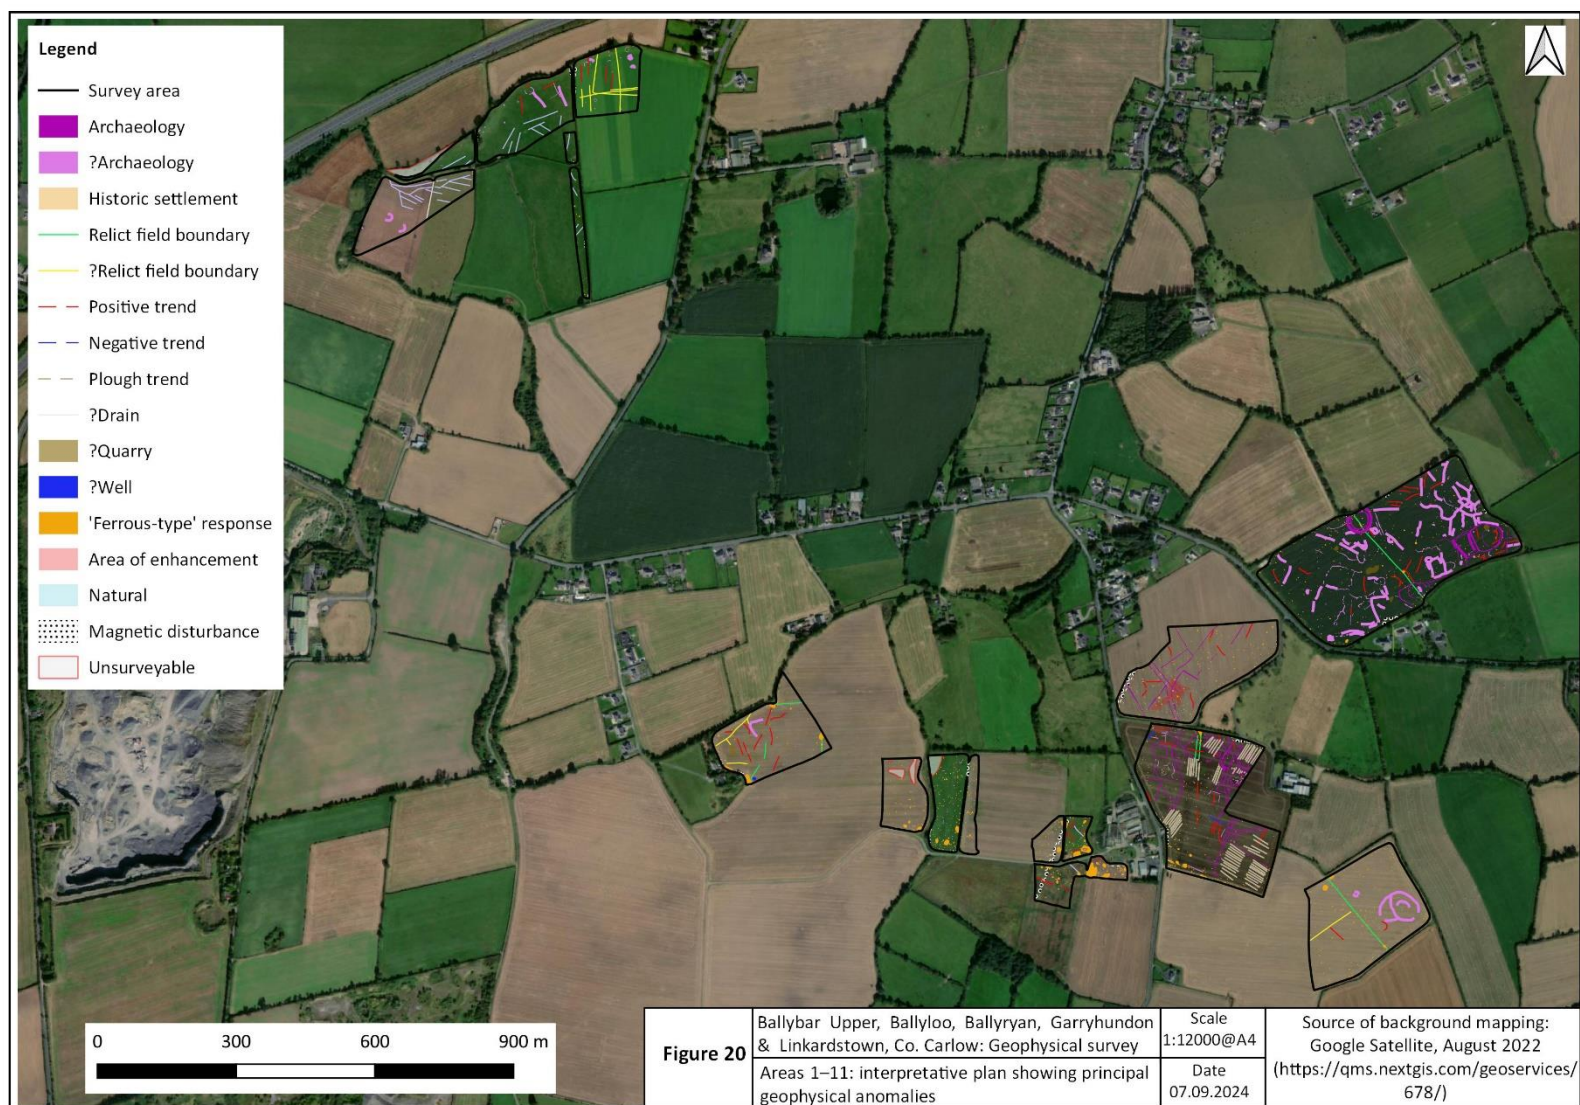 Legend
Survey area
Archaeology
?Archaeology
Historic settlement
Relict field boundary
?Relict field boundary
Positive trend
Negative trend
Plough trend
?Drain
?Quarry
?Well
'Ferrous-type' response
Area of enhancement
Natural
Magnetic disturbance
Unsurveyable
0 300 600 900 m
Figure 20
Ballybar Upper, Ballyloo, Ballyryan, Garryhundon
& Linkardstown, Co. Carlow: Geophysical survey
Areas 1–11: interpretative plan showing principal
geophysical anomalies
Scale
1:12000@A4
Date
07.09.2024
Source of background mapping:
Google Satellite, August 2022
(https://qms.nextgis.com/geoservices/
678/)